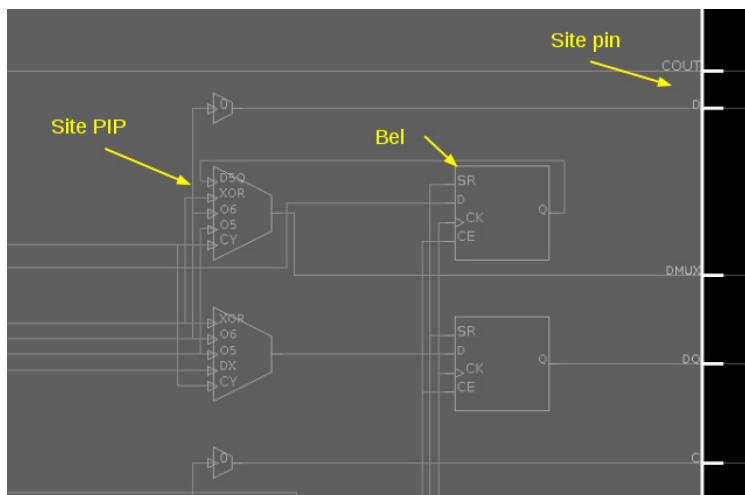 Site pin
COUT
0
D
Site PIP
Bel
D5Q
XOR
O6
O5
CY
SR
D
CK
CE
Q
DMUX
XOR
O6
O5
DX
CY
SR
D
CK
CE
Q
DQ
0
C